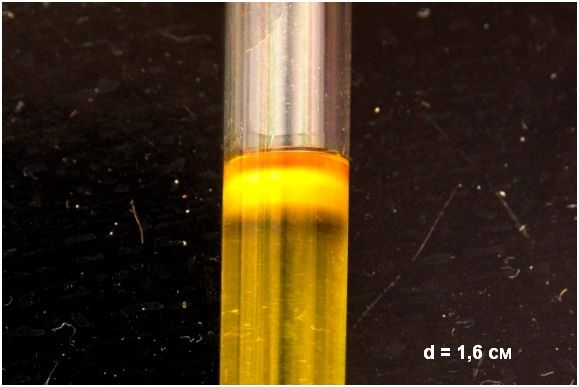 d = 1,6 см